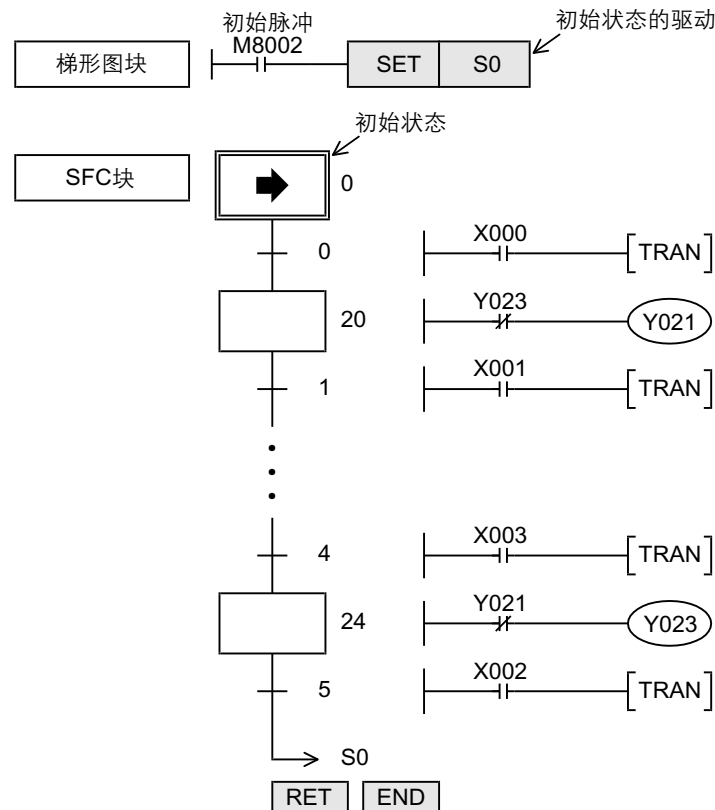 初始脉冲
初始状态的驱动
梯形图块
M8002
SET
S0
初始状态
SFC块
0
0
X000
TRAN
20
Y023
Y021
1
X001
TRAN
4
X003
TRAN
24
Y021
Y023
5
X002
TRAN
S0
RET
END